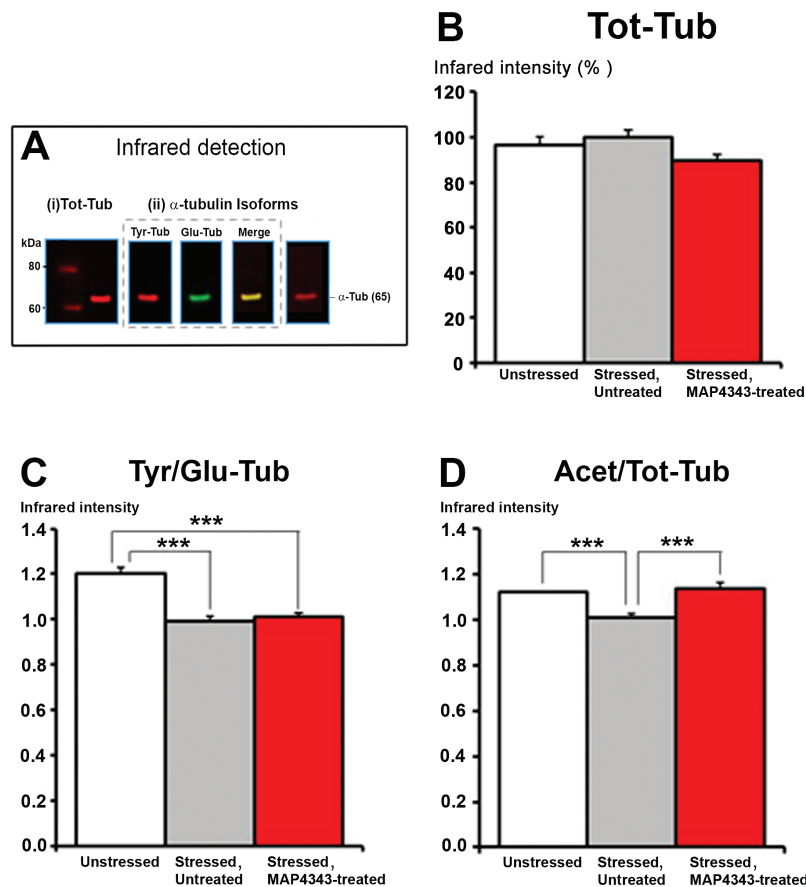 A
Infrared detection
(i)Tot-Tub
(ii) α-tubulin Isoforms
Tyr-Tub
Glu-Tub
Merge
kDa
80
60
α-Tub (65)
B
Tot-Tub
Infared intensity (% )
120
100
80
60
40
20
0
Unstressed
Stressed,
Untreated
Stressed,
MAP4343-treated
C
Tyr/Glu-Tub
Infrared intensity
1.4
1.2
1.0
0.8
0.6
0.4
0.2
0.0
***
***
Unstressed
Stressed,
Untreated
Stressed,
MAP4343-treated
D
Acet/Tot-Tub
Infrared intensity
1.4
1.2
1.0
0.8
0.6
0.4
0.2
0.0
***
***
Unstressed
Stressed,
Untreated
Stressed,
MAP4343-treated